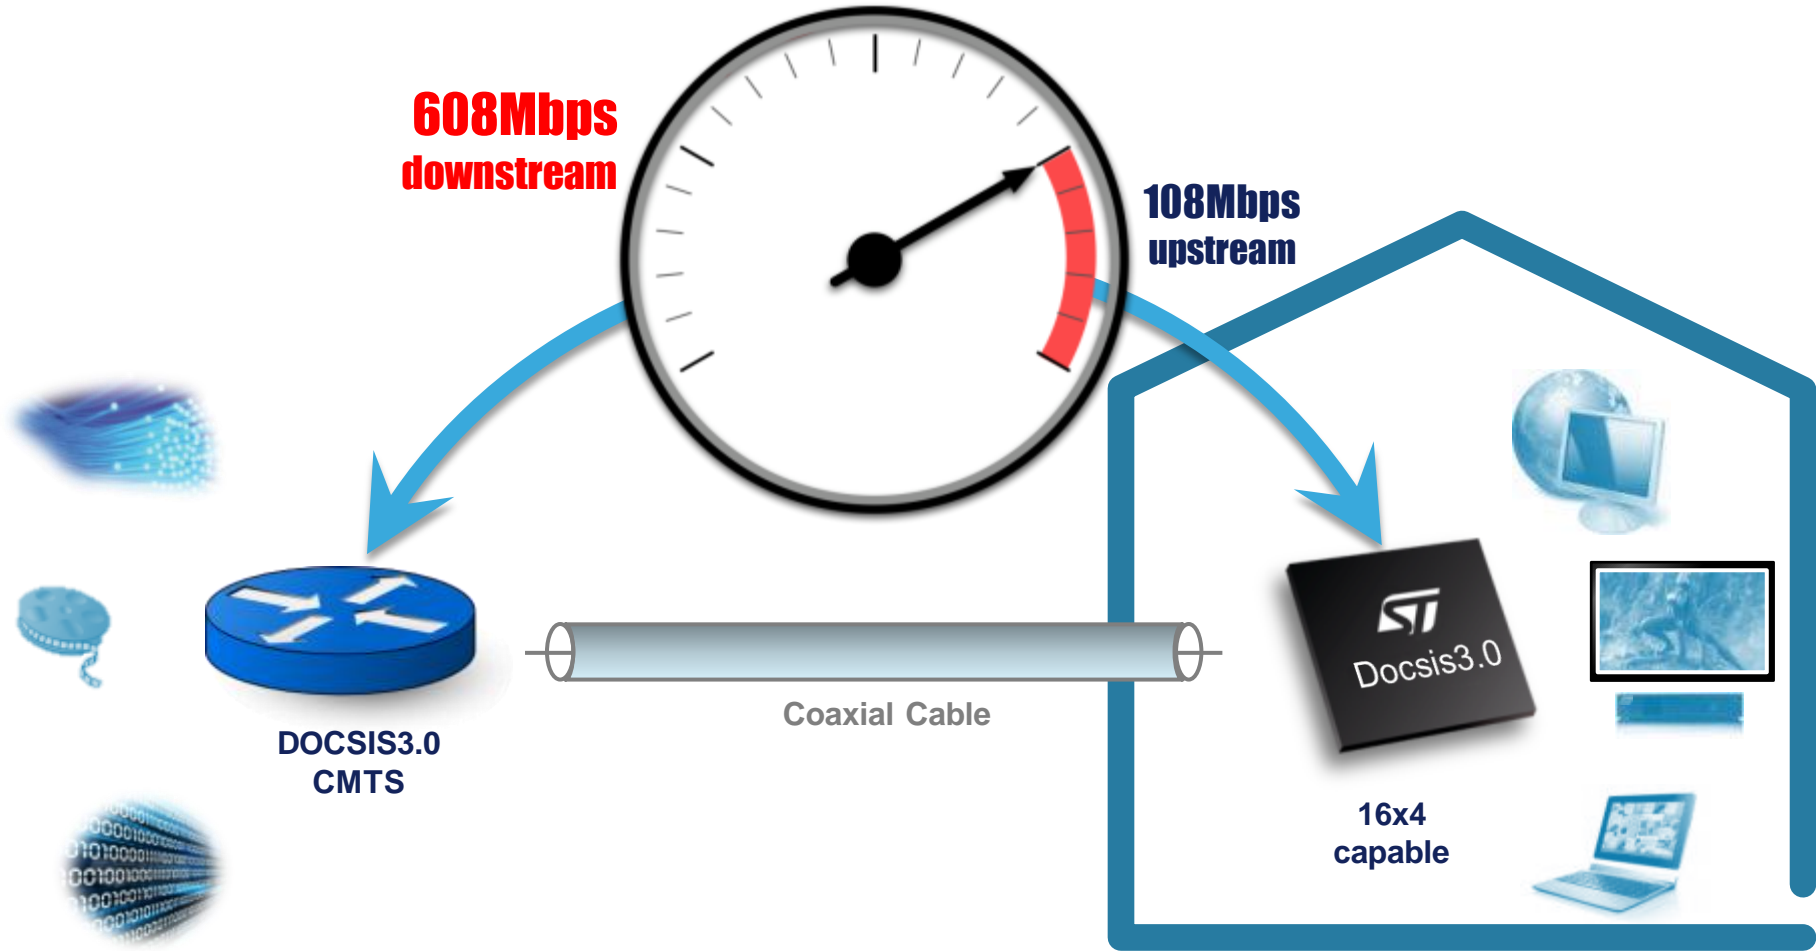 608Mbps
downstream
108Mbps
upstream
ST
Docsis3.0
Coaxial Cable
DOCSIS3.0
CMTS
16x4
capable